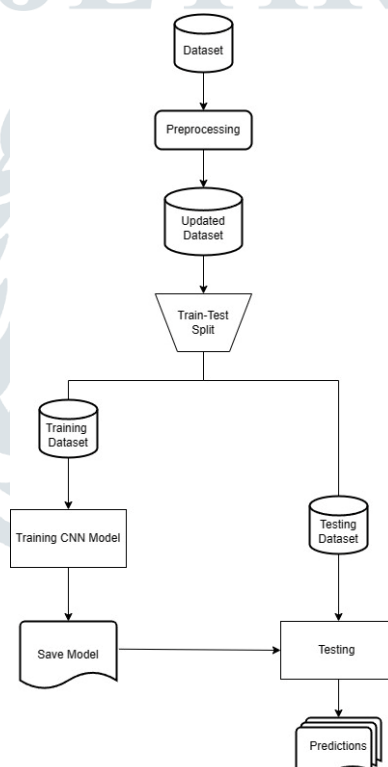 Dataset
Preprocessing
Updated
Dataset
Train-Test
Split
Training
Dataset
Training CNN Model
Testing
Dataset
Save Model
Testing
Predictions